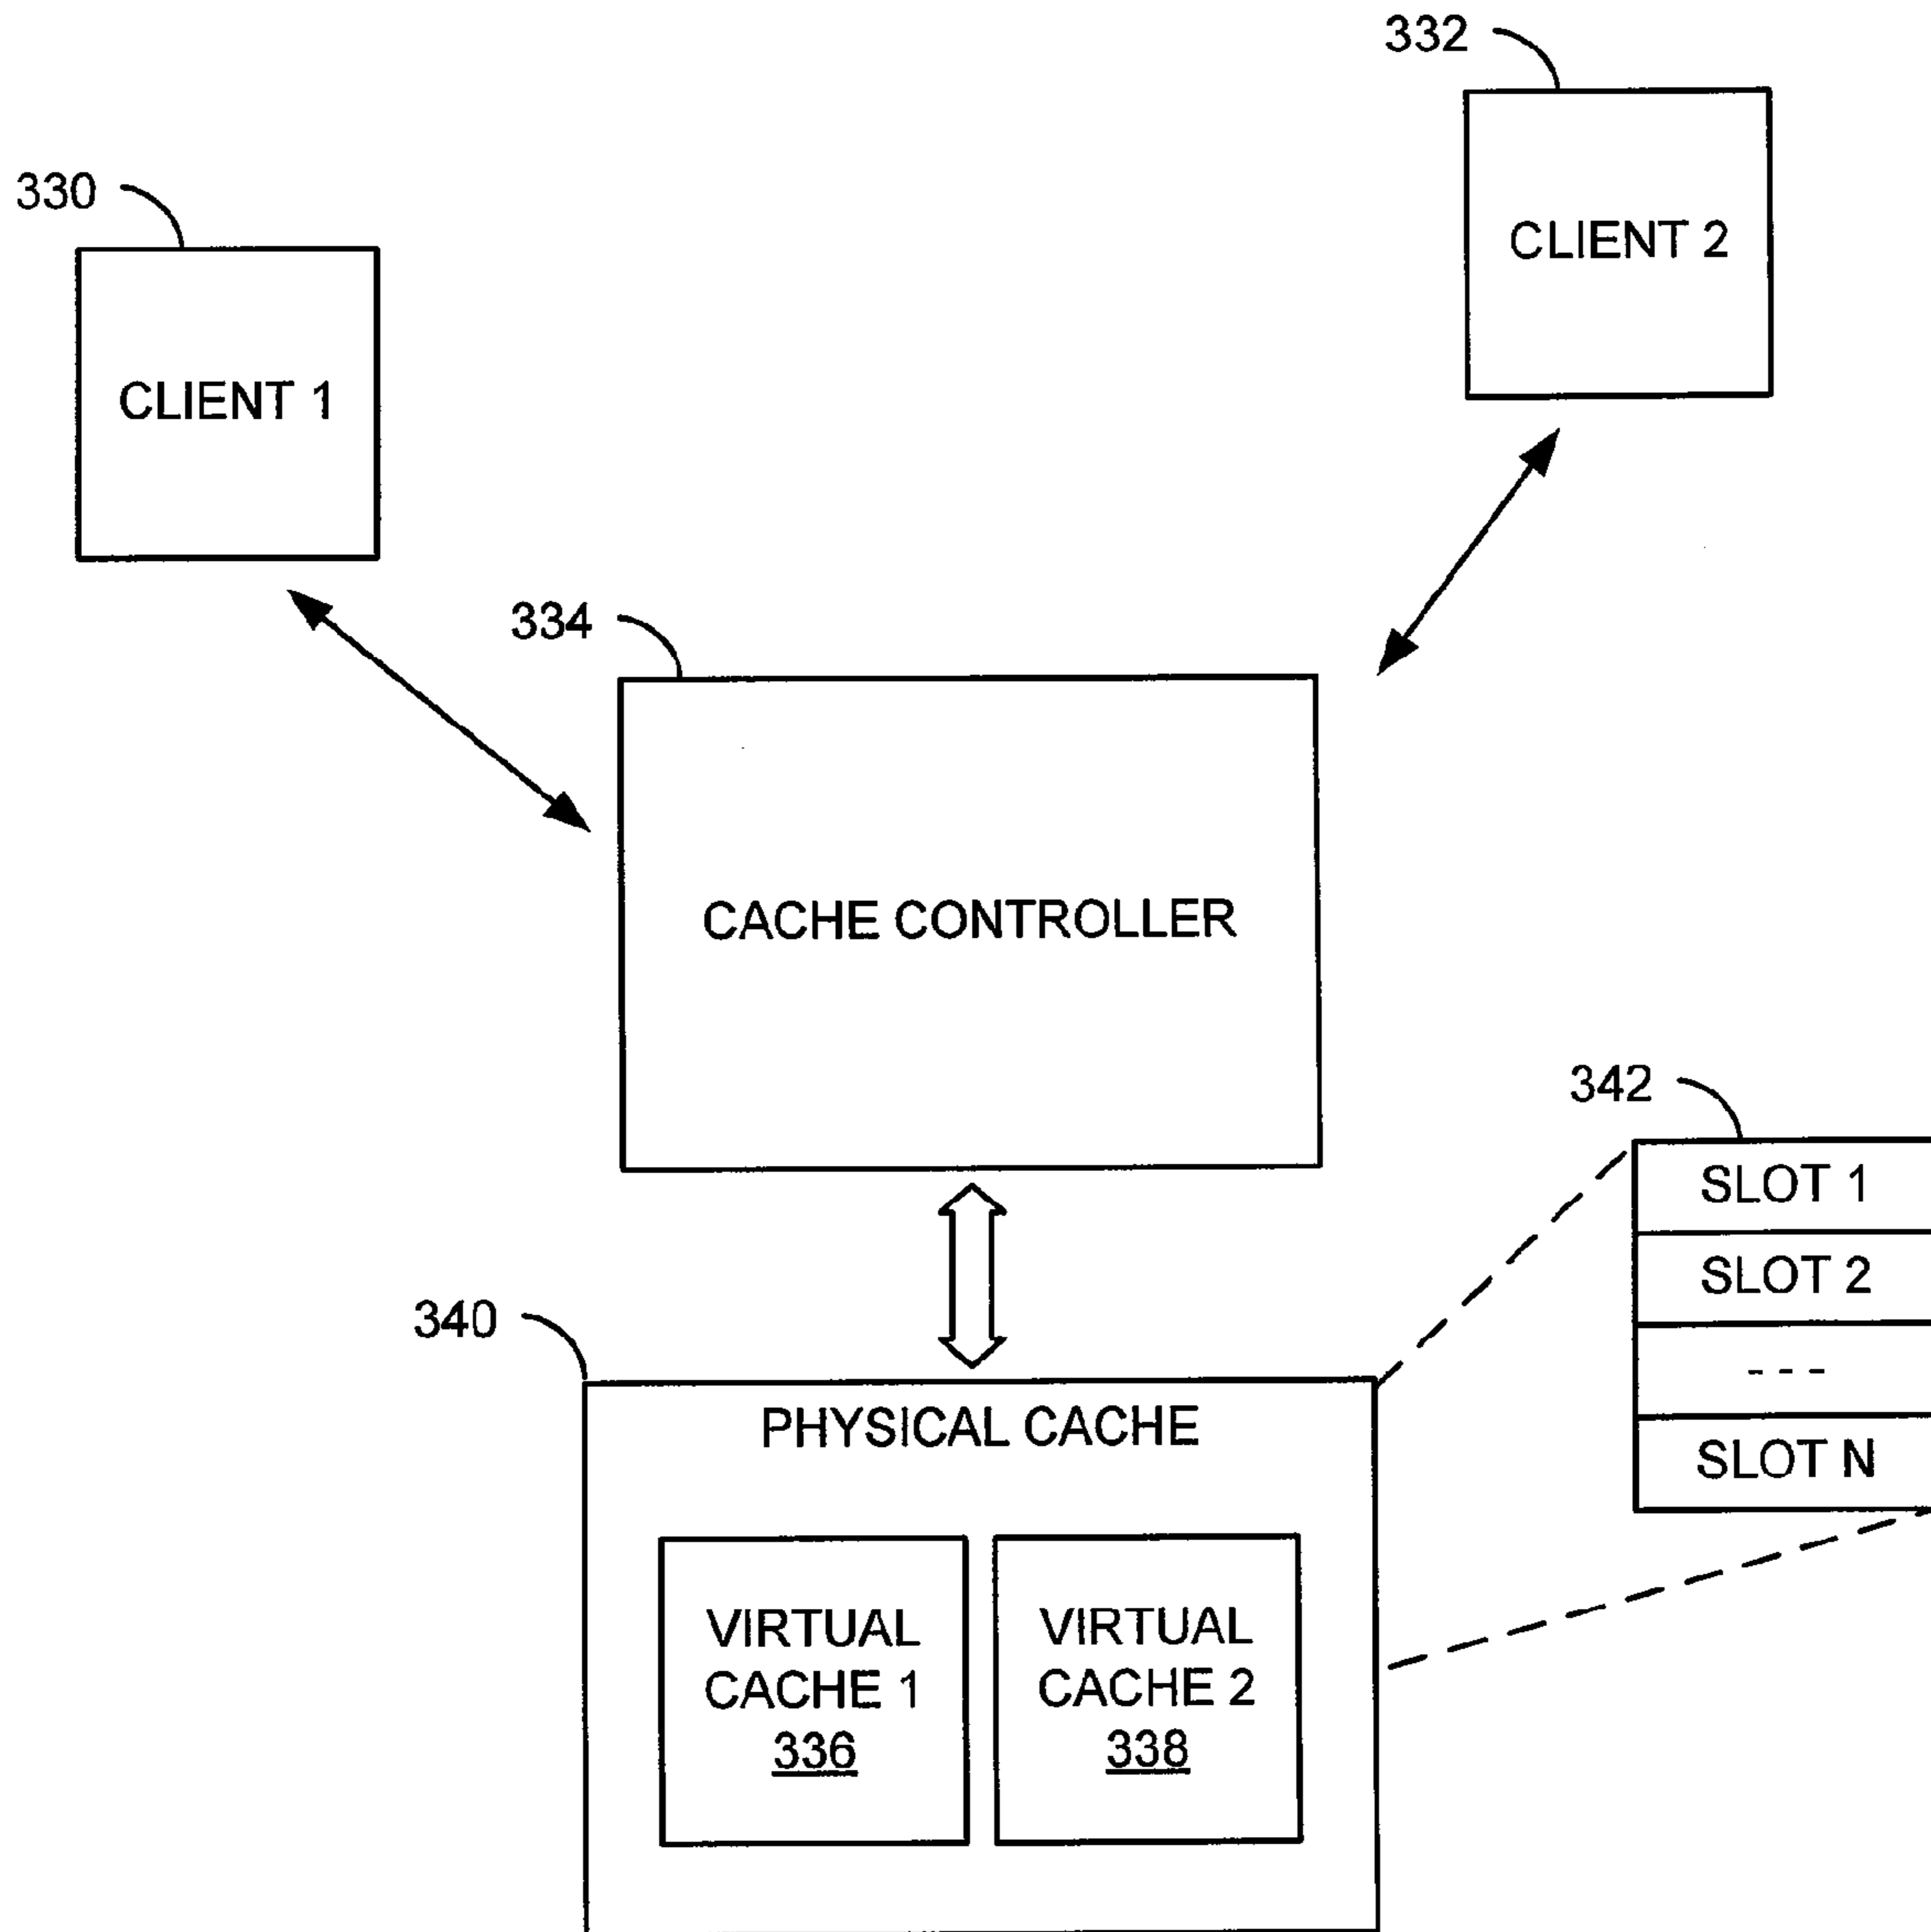 332
CLIENT 2
330
CLIENT 1
334
CACHE CONTROLLER
342
SLOT 1
SLOT 2
- - -
SLOT N
340
PHYSICAL CACHE
VIRTUAL
CACHE 1
336
VIRTUAL
CACHE 2
338